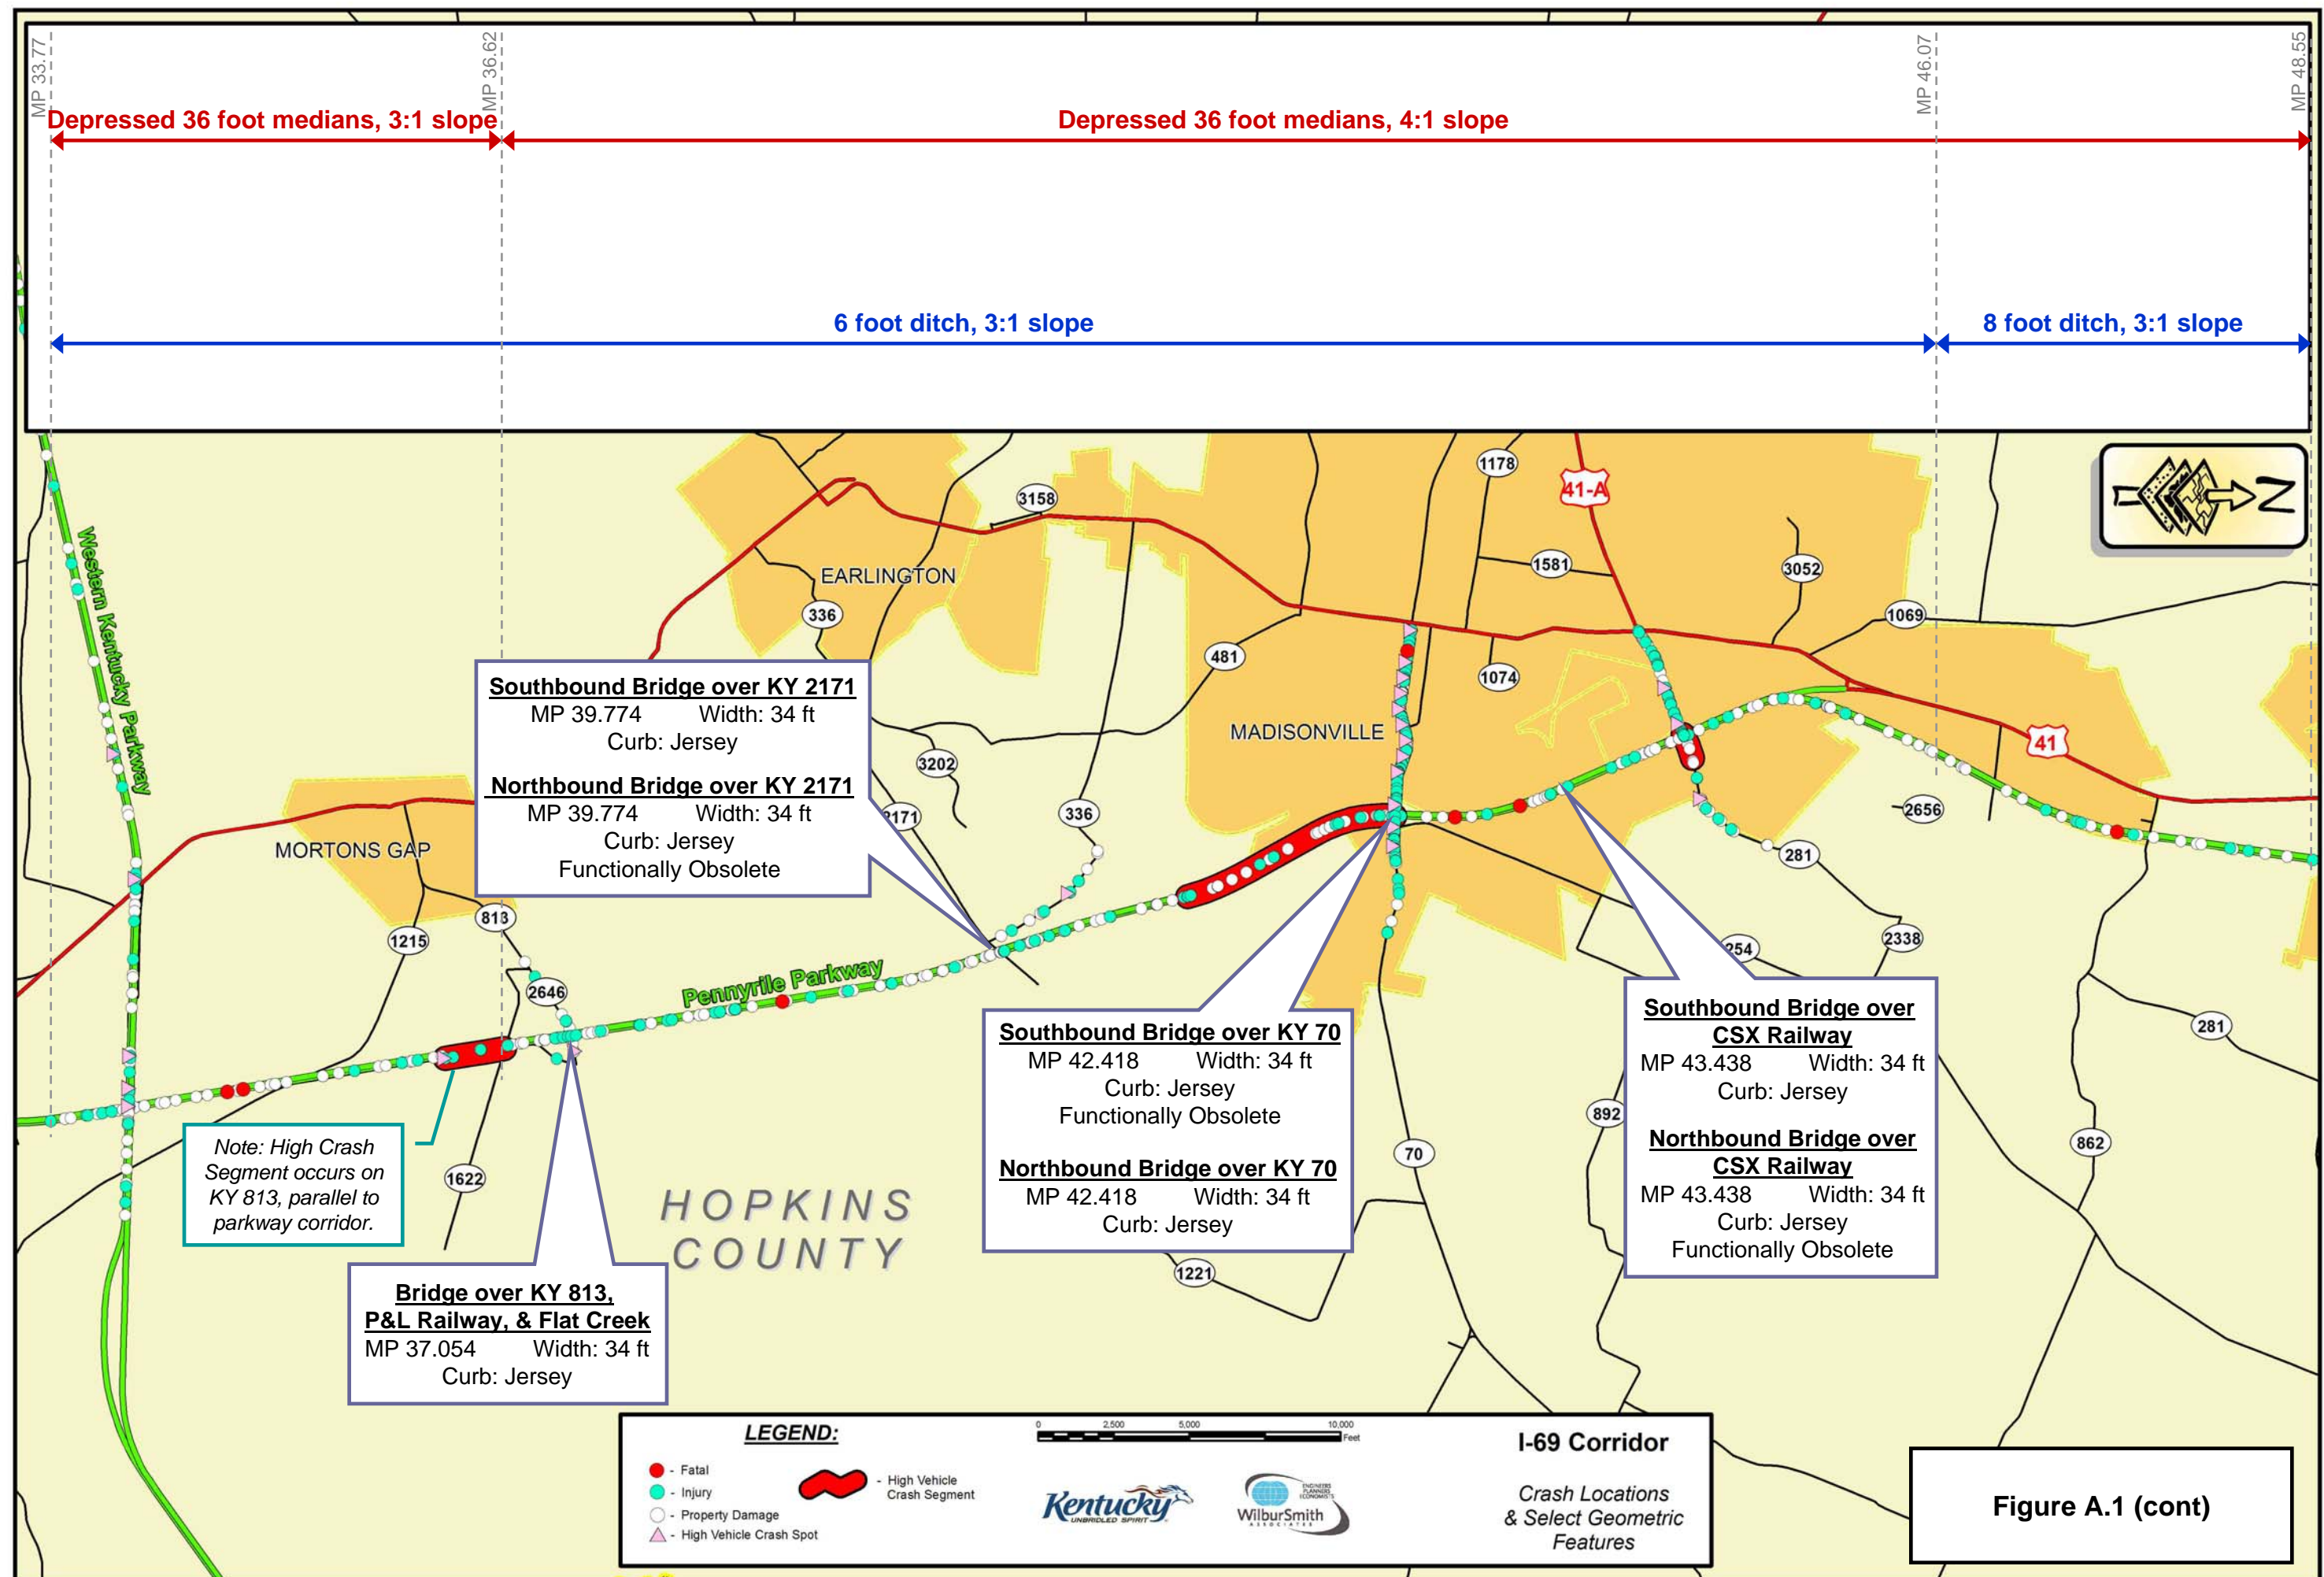 MP 33.77
MP 36.62
MP 46.07
MP 48.55
Depressed 36 foot medians, 3:1 slope
Depressed 36 foot medians, 4:1 slope
6 foot ditch, 3:1 slope
8 foot ditch, 3:1 slope
N
Western Kentucky Parkway
Pennyrile Parkway
EARLINGTON
MADISONVILLE
MORTONS GAP
HOPKINS
COUNTY
3158
1178
41-A
1581
3052
336
1069
481
1074
3202
41
2171
336
2656
281
813
1215
254
2338
2646
281
892
862
70
1622
1221
Southbound Bridge over KY 2171
MP 39.774 Width: 34 ft
Curb: Jersey
Northbound Bridge over KY 2171
MP 39.774 Width: 34 ft
Curb: Jersey
Functionally Obsolete
Southbound Bridge over KY 70
MP 42.418 Width: 34 ft
Curb: Jersey
Functionally Obsolete
Northbound Bridge over KY 70
MP 42.418 Width: 34 ft
Curb: Jersey
Southbound Bridge over
CSX Railway
MP 43.438 Width: 34 ft
Curb: Jersey
Northbound Bridge over
CSX Railway
MP 43.438 Width: 34 ft
Curb: Jersey
Functionally Obsolete
Note: High Crash
Segment occurs on
KY 813, parallel to
parkway corridor.
Bridge over KY 813,
P&L Railway, & Flat Creek
MP 37.054 Width: 34 ft
Curb: Jersey
LEGEND:
- Fatal
- Injury
- Property Damage
- High Vehicle Crash Spot
- High Vehicle
Crash Segment
0 2,500 5,000 10,000
Feet
Kentucky
UNBRIDLED SPIRIT
ENGINEERS
PLANNERS
ECONOMISTS
WilburSmith
ASSOCIATES
I-69 Corridor
Crash Locations
& Select Geometric
Features
Figure A.1 (cont)